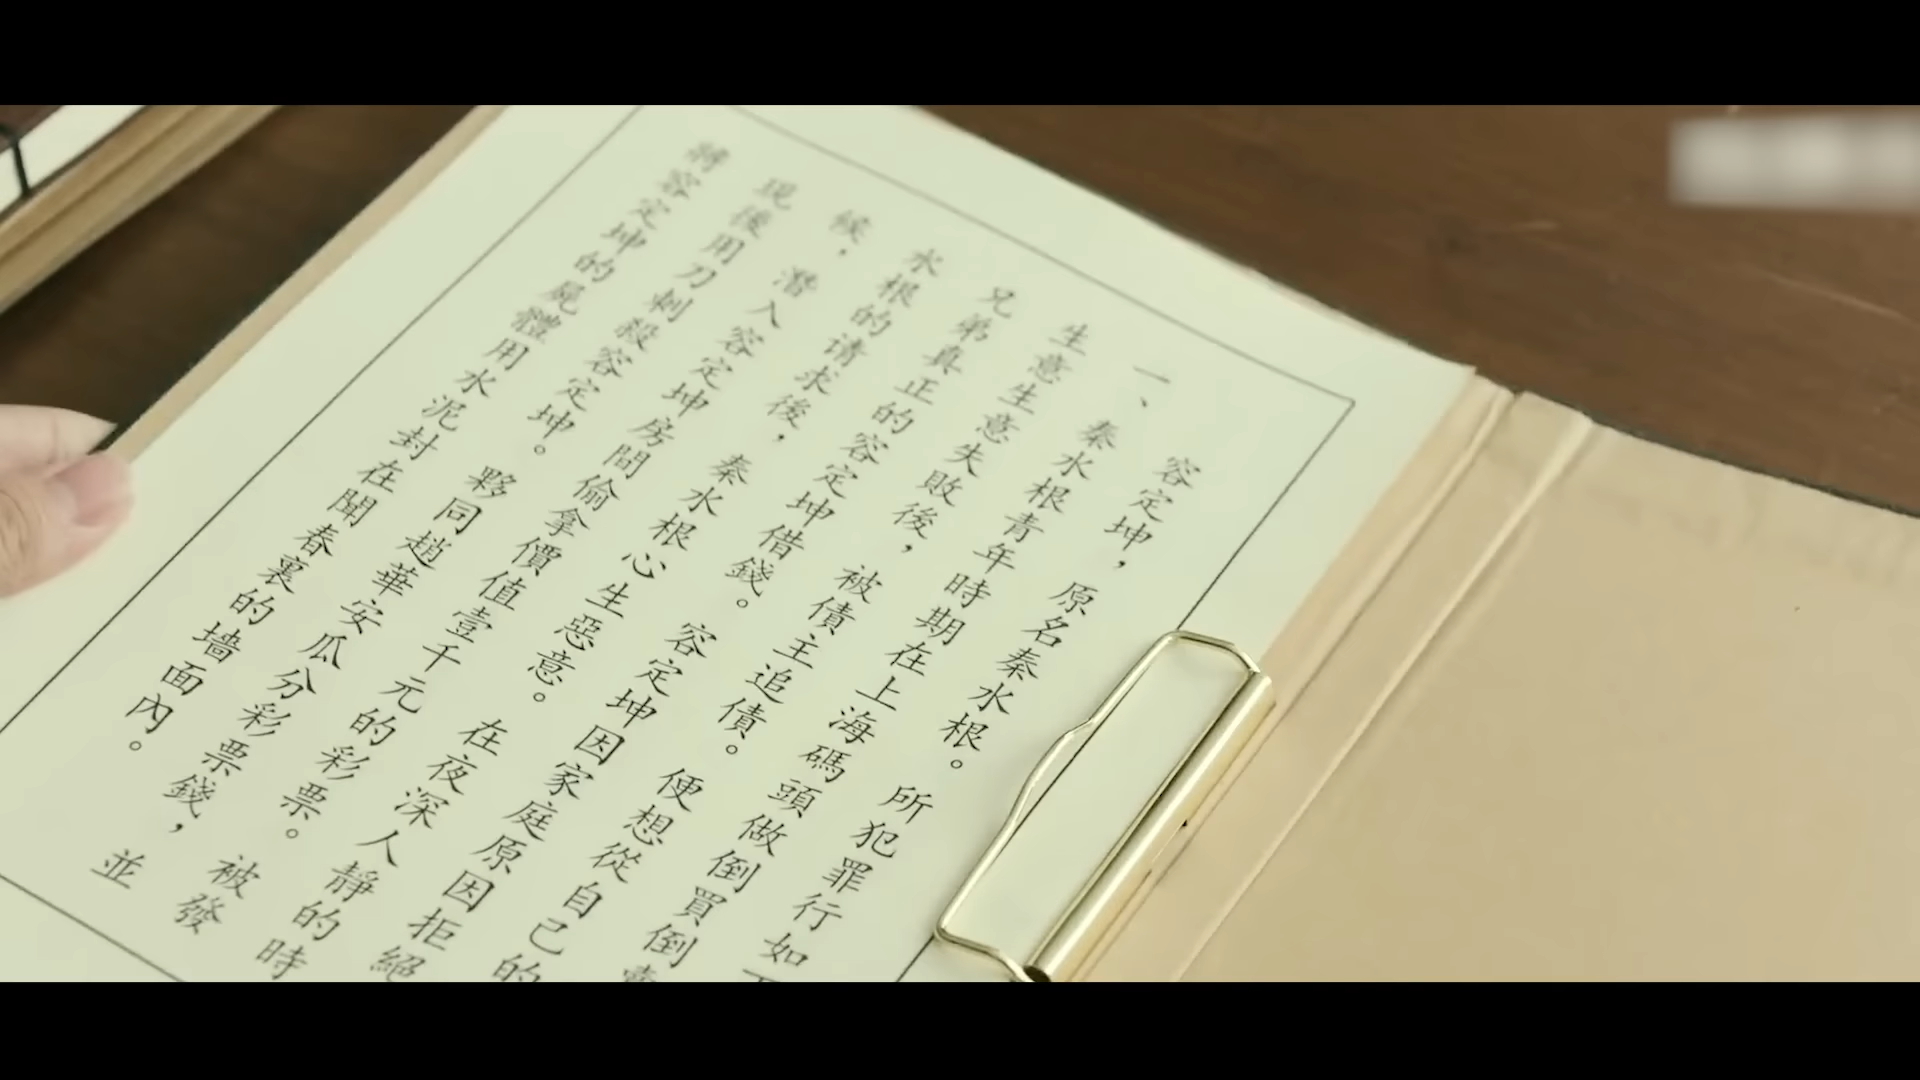 容定坤，原名秦水根。所犯罪行如
一、秦水根青年時期在上海碼頭做倒買倒賣
生意生意失敗後，被債主追債。便想從自己的
兄弟真正的容定坤借錢。容定坤因家庭原因拒絕
水根的请求後，秦水根心生惡意。在夜深人靜的時
候，潛入容定坤房間偷拿價值壹千元的彩票。被發
現後用刀刺殺容定坤。夥同趙華安瓜分彩票錢，並
將容定坤的屍體用水泥封在聞春裏的墻面內。